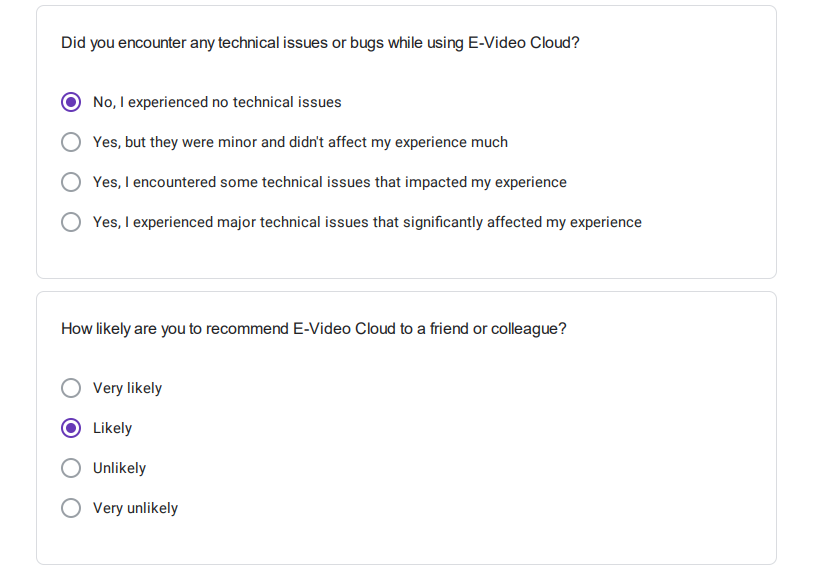 Did you encounter any technical issues or bugs while using E-Video Cloud?
No, I experienced no technical issues
Yes, but they were minor and didn't affect my experience much
Yes, I encountered some technical issues that impacted my experience
Yes, I experienced major technical issues that significantly affected my experience
How likely are you to recommend E-Video Cloud to a friend or colleague?
Very likely
Likely
Unlikely
Very unlikely